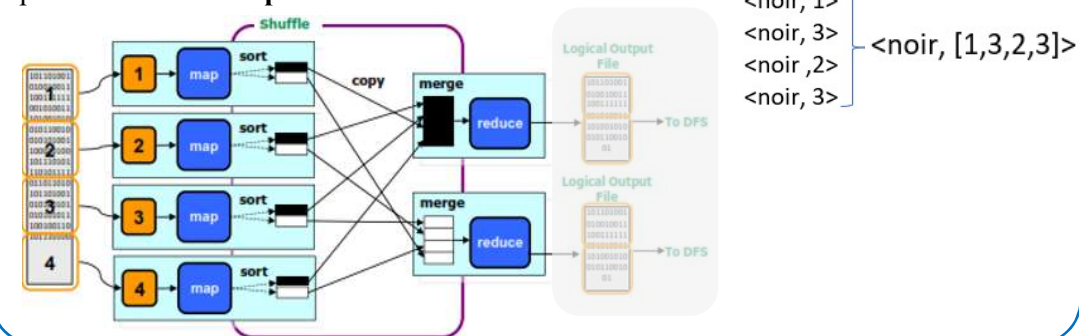 Shuffle
1
2
3
4
1
map
sort
2
map
sort
3
map
sort
4
map
sort
copy
merge
reduce
merge
reduce
Logical Output
File
To DFS
Logical Output
File
To DFS
<noir, 3>
<noir ,2>
<noir, 3>
<noir, [1,3,2,3]>